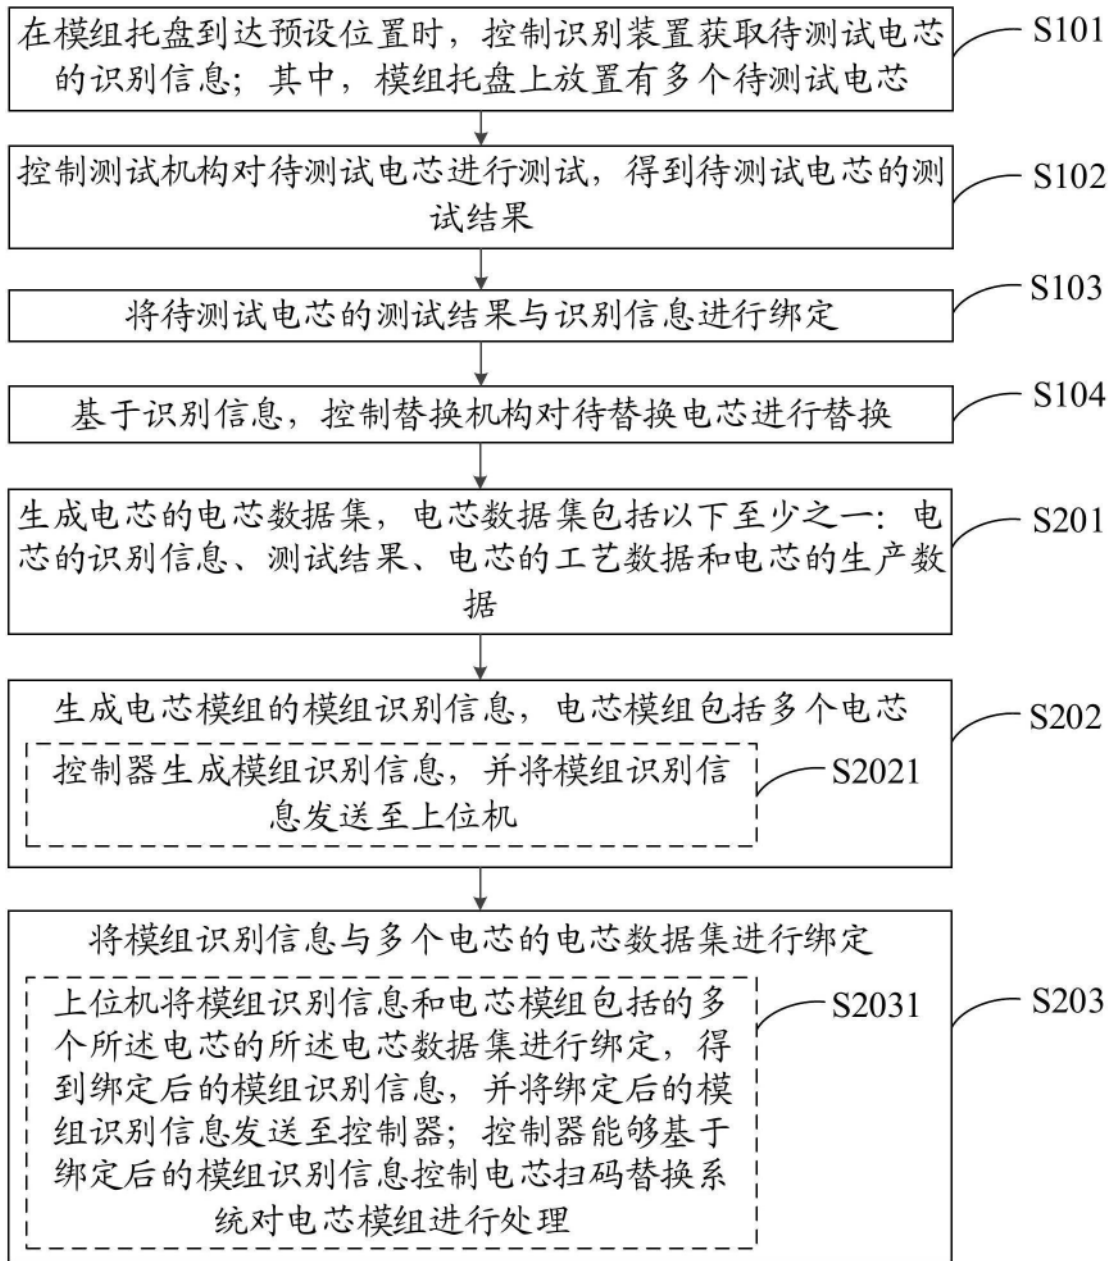 在模组托盘到达预设位置时，控制识别装置获取待测试电芯
的识别信息；其中，模组托盘上放置有多个待测试电芯
S101
控制测试机构对待测试电芯进行测试，得到待测试电芯的测
试结果
S102
将待测试电芯的测试结果与识别信息进行绑定
S103
基于识别信息，控制替换机构对待替换电芯进行替换
S104
生成电芯的电芯数据集，电芯数据集包括以下至少之一：电
芯的识别信息、测试结果、电芯的工艺数据和电芯的生产数
据
S201
生成电芯模组的模组识别信息，电芯模组包括多个电芯
S202
控制器生成模组识别信息，并将模组识别信
息发送至上位机
S2021
将模组识别信息与多个电芯的电芯数据集进行绑定
S203
上位机将模组识别信息和电芯模组包括的多
个所述电芯的所述电芯数据集进行绑定，得
到绑定后的模组识别信息，并将绑定后的模
组识别信息发送至控制器；控制器能够基于
绑定后的模组识别信息控制电芯扫码替换系
统对电芯模组进行处理
S2031